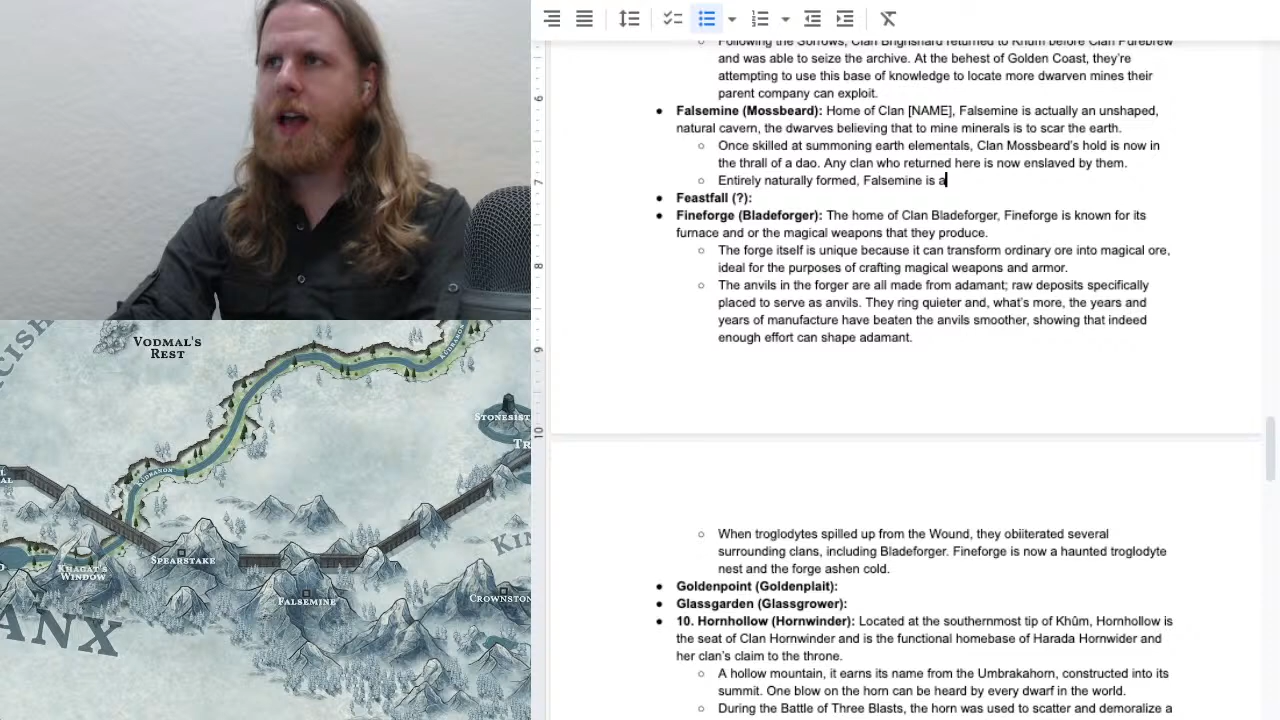 Following the Sorrows, Clan Brightshard returned to Khûm before Clan Purebrew
and was able to seize the archive. At the behest of Golden Coast, they're
attempting to use this base of knowledge to locate more dwarven mines their
parent company can exploit.
Falsemine (Mossbeard): Home of Clan [NAME], Falsemine is actually an unshaped,
natural cavern, the dwarves believing that to mine minerals is to scar the earth.
Once skilled at summoning earth elementals, Clan Mossbeard's hold is now in
the thrall of a dao. Any clan who returned here is now enslaved by them.
Entirely naturally formed, Falsemine is a
Feastfall (?):
Fineforge (Bladeforger): The home of Clan Bladeforger, Fineforge is known for its
furnace and or the magical weapons that they produce.
The forge itself is unique because it can transform ordinary ore into magical ore,
ideal for the purposes of crafting magical weapons and armor.
The anvils in the forger are all made from adamant; raw deposits specifically
placed to serve as anvils. They ring quieter and, what's more, the years and
years of manufacture have beaten the anvils smoother, showing that indeed
enough effort can shape adamant.
When troglodytes spilled up from the Wound, they obliterated several
surrounding clans, including Bladeforger. Fineforge is now a haunted troglodyte
nest and the forge ashen cold.
Goldenpoint (Goldenplait):
Glassgarden (Glassgrower):
10. Hornhollow (Hornwinder): Located at the southernmost tip of Khûm, Hornhollow is
the seat of Clan Hornwinder and is the functional homebase of Harada Hornwider and
her clan's claim to the throne.
A hollow mountain, it earns its name from the Umbrakahorn, constructed into its
summit. One blow on the horn can be heard by every dwarf in the world.
During the Battle of Three Blasts, the horn was used to scatter and demoralize a
6
7
8
9
10
VODMAL'S
REST
STONESIST
TR
AL
SPEARSTAKE
KHAGAT'S
WINDOW
FALSEMINE
CROWNSTON
KIN
ANX